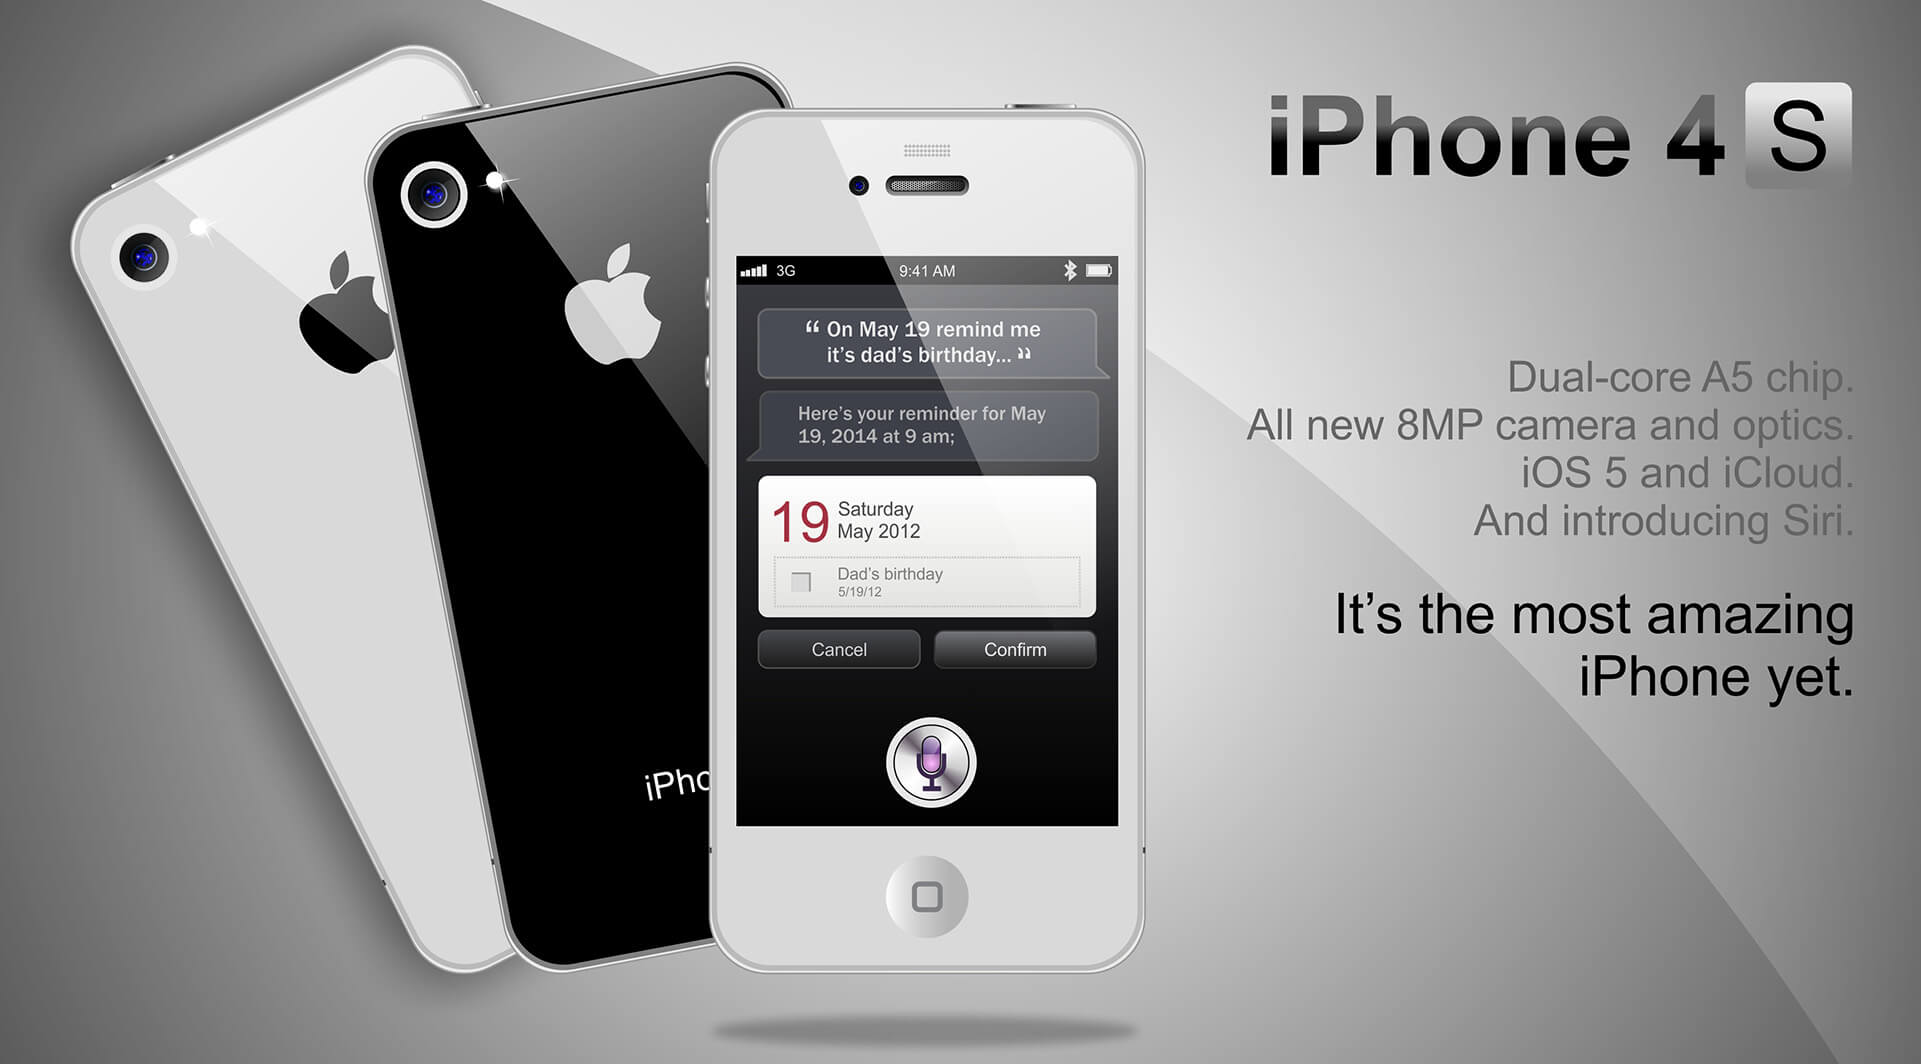 iPhone 4 S
3G 9:41 AM
“ On May 19 remind me
it’s dad’s birthday... ”
Here’s your reminder for May
19, 2014 at 9 am;
19 Saturday
May 2012
Dad’s birthday
5/19/12
Cancel Confirm
iPho
Dual-core A5 chip.
All new 8MP camera and optics.
iOS 5 and iCloud.
And introducing Siri.
It’s the most amazing
iPhone yet.